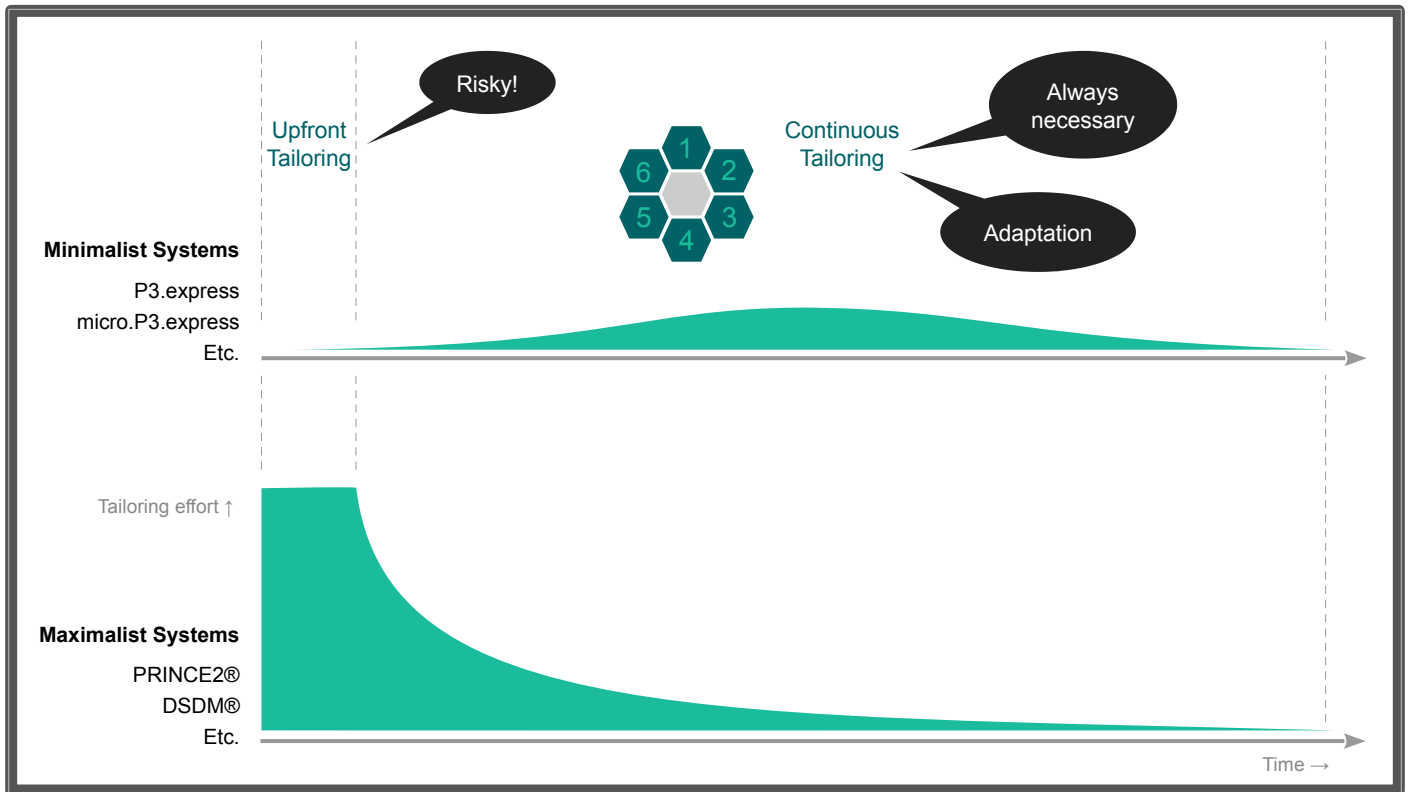 Risky!
Always
necessary
Upfront
Tailoring
Continuous
Tailoring
1
6
2
5
3
4
Adaptation
Minimalist Systems
P3.express
micro.P3.express
Etc.
Tailoring effort ↑
Maximalist Systems
PRINCE2®
DSDM®
Etc.
Time →